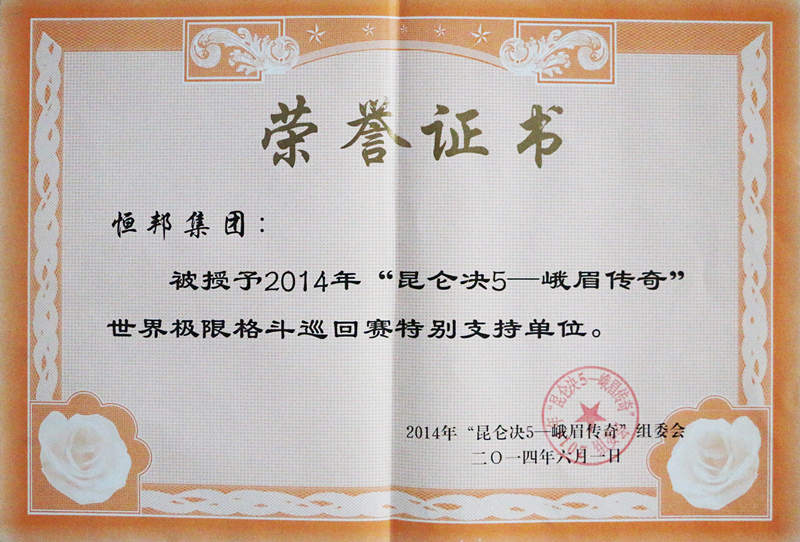 荣誉证书
恒邦集团：
被授予2014年“昆仑决5—峨眉传奇”
世界极限格斗巡回赛特别支持单位。
2014年“昆仑决5—峨眉传奇”组委会
二〇一四年六月一日